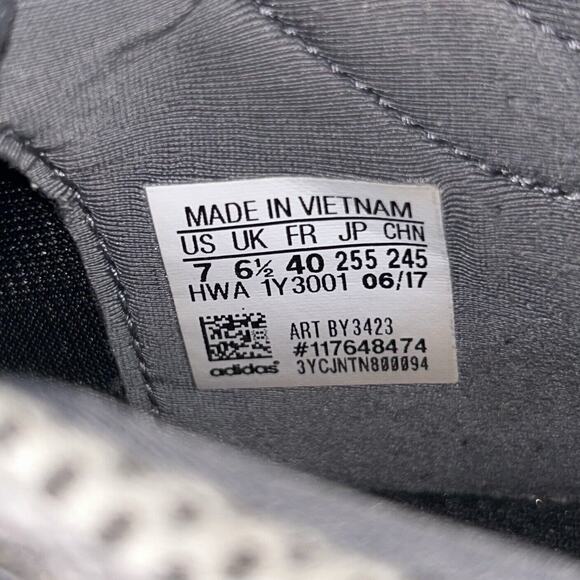 MADE IN VIETNAM
US UK FR JP CHN
7 6½ 40 255 245
HWA 1Y3001 06/17
ART BY3423
#117648474
adidas® 3YCJNTN800094